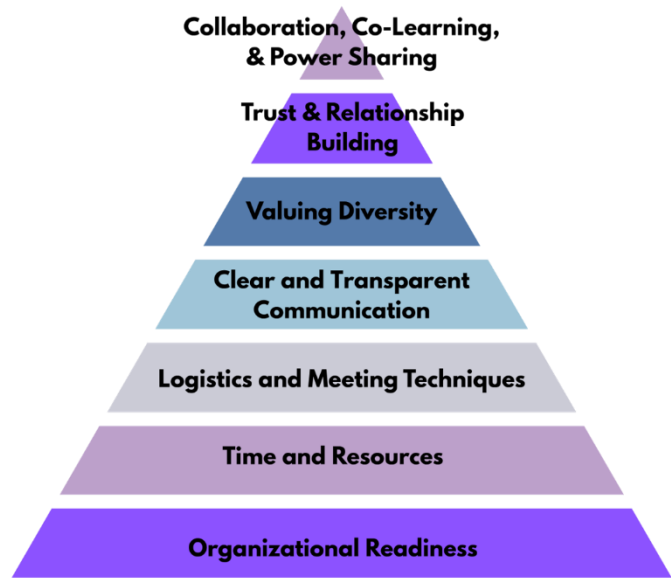 Collaboration, Co-Learning,
& Power Sharing
Trust & Relationship
Building
Valuing Diversity
Clear and Transparent
Communication
Logistics and Meeting Techniques
Time and Resources
Organizational Readiness